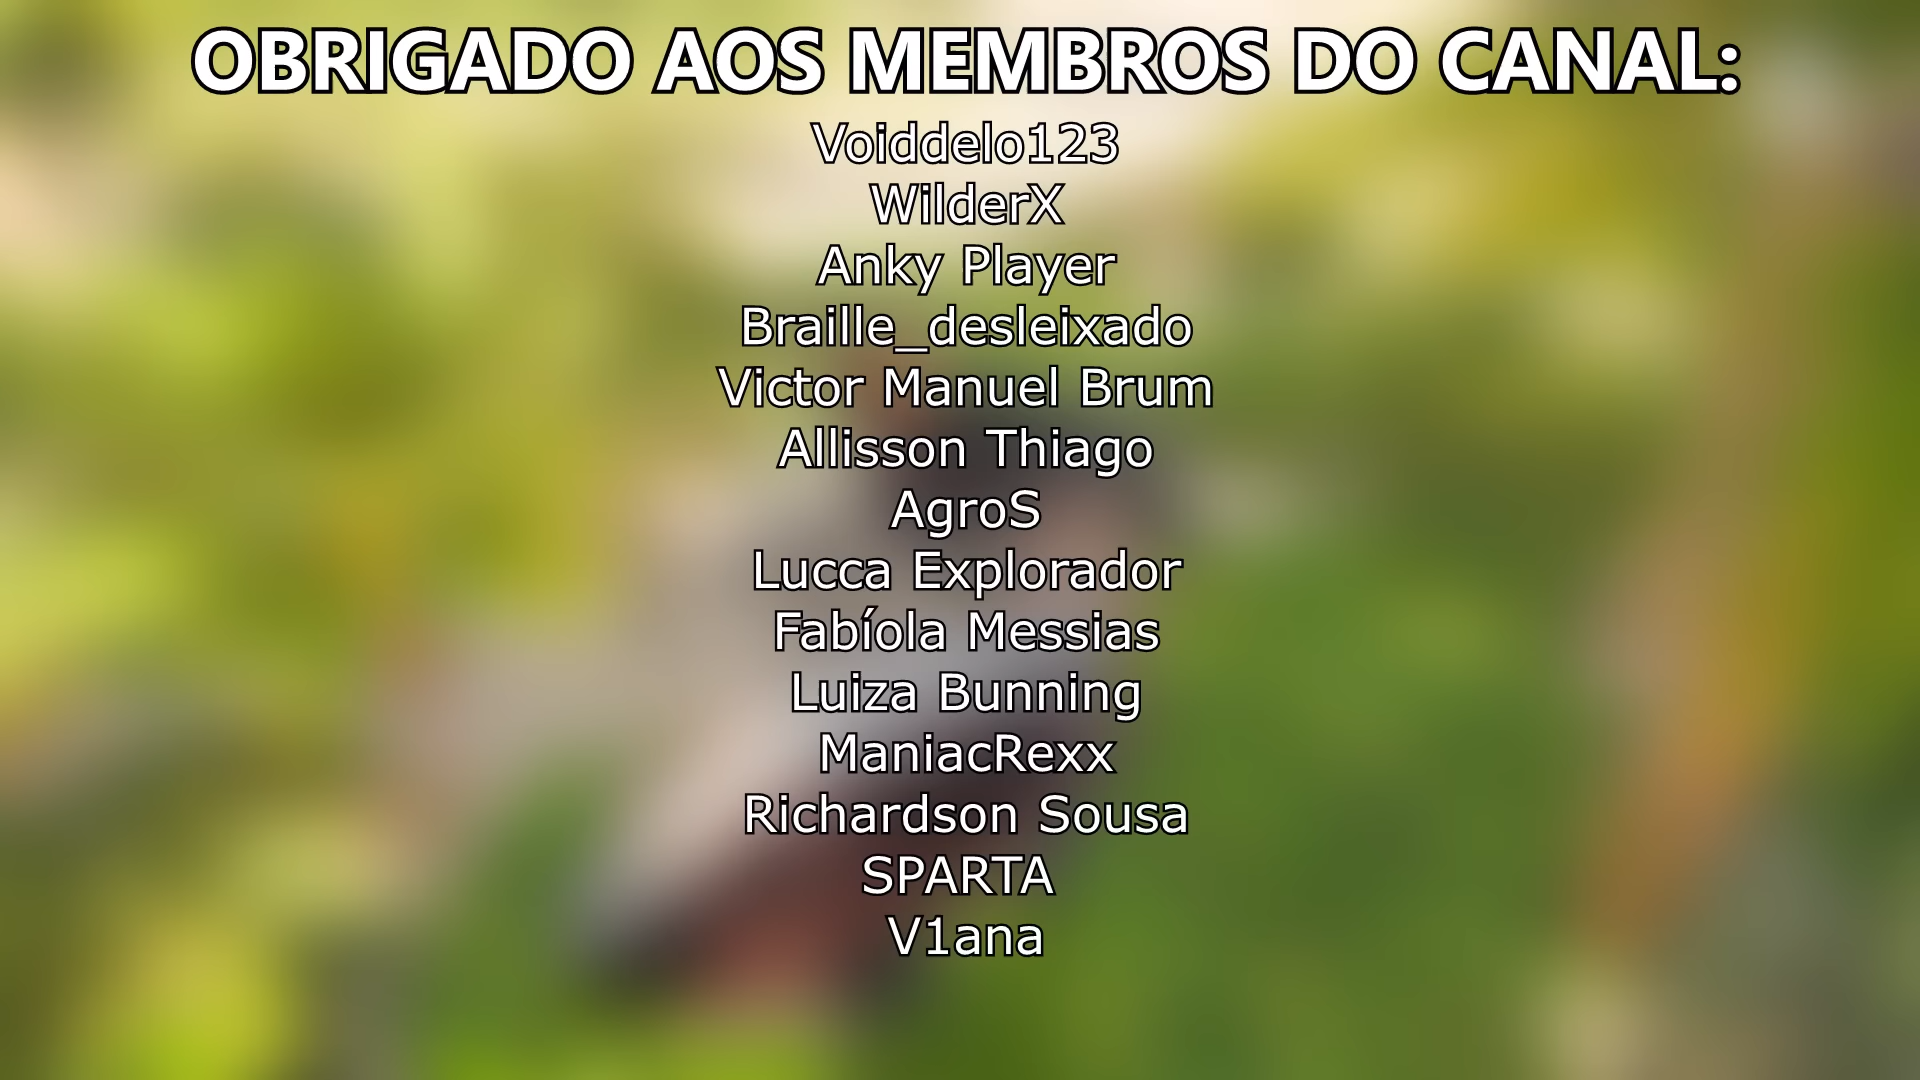 OBRIGADO AOS MEMBROS DO CANAL:
Voiddelo123
WilderX
Anky Player
Braille_desleixado
Victor Manuel Brum
Allisson Thiago
AgroS
Lucca Explorador
Fabíola Messias
Luiza Bunning
ManiacRexx
Richardson Sousa
SPARTA
V1ana